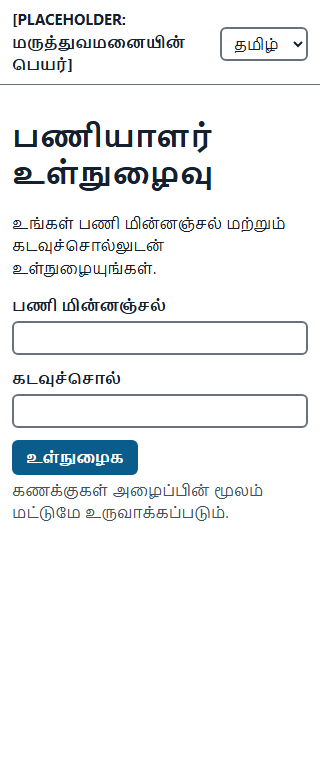 [PLACEHOLDER:
மருத்துவமனையின்
பெயர்]
தமிழ்
பணியாளர்
உள்நுழைவு
உங்கள் பணி மின்னஞ்சல் மற்றும்
கடவுச்சொல்லுடன்
உள்நுழையுங்கள்.
பணி மின்னஞ்சல்
கடவுச்சொல்
உள்நுழைக
கணக்குகள் அழைப்பின் மூலம்
மட்டுமே உருவாக்கப்படும்.